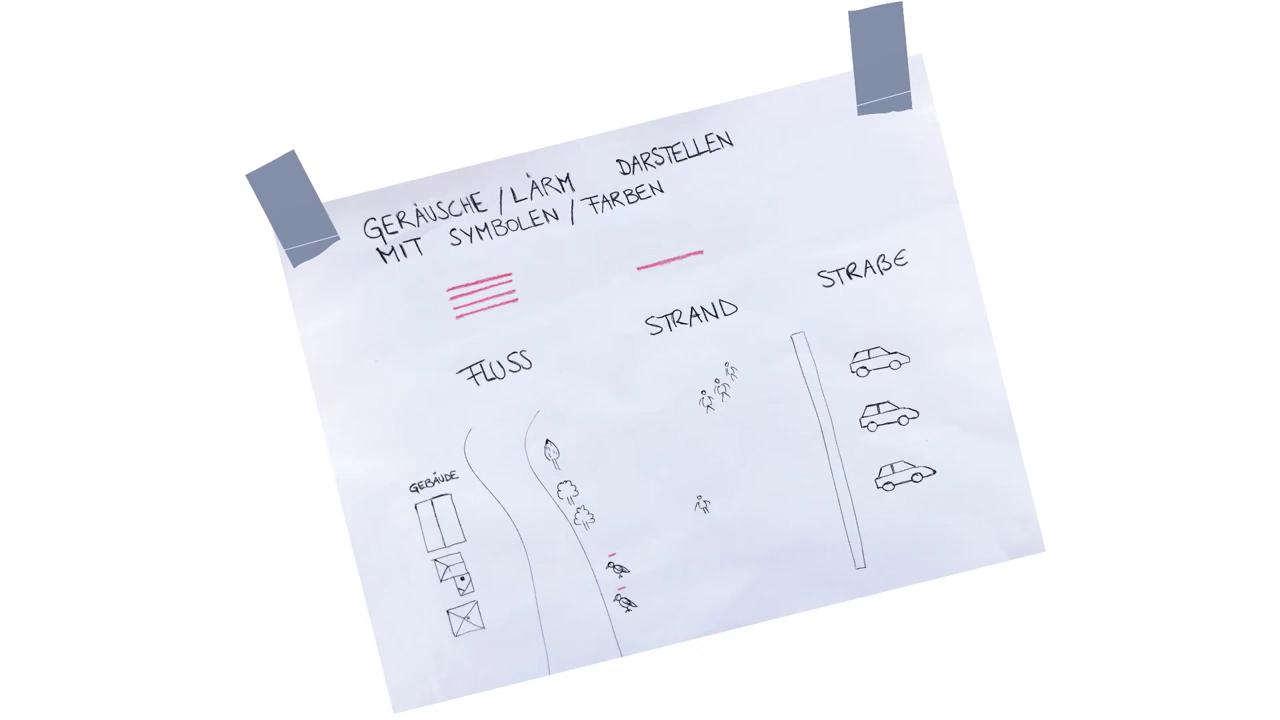 GERÄUSCHE / LÄRM DARSTELLEN
MIT SYMBOLEN / FARBEN
FLUSS
STRAND
STRAßE
GEBÄUDE